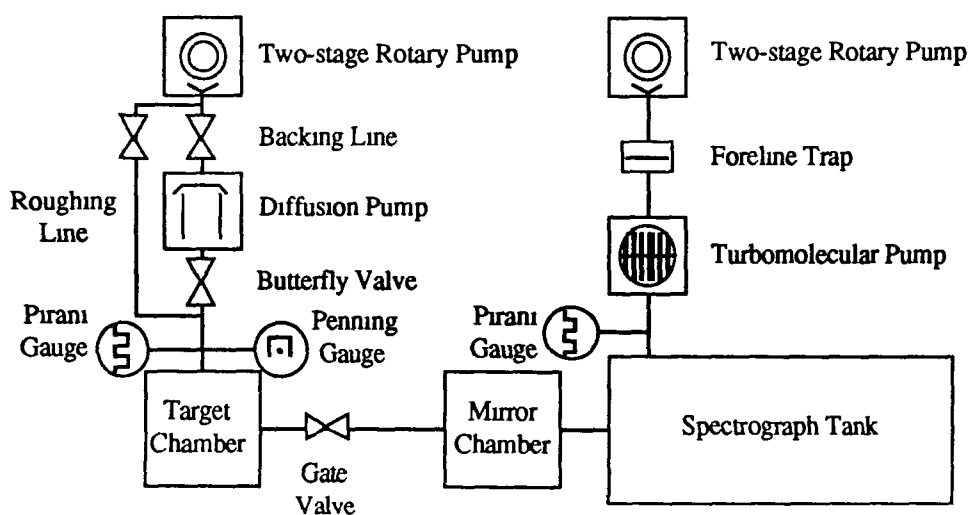 Two-stage Rotary Pump
Two-stage Rotary Pump
Backing Line
Foreline Trap
Roughing
Line
Diffusion Pump
Turbomolecular Pump
Butterfly Valve
Pirani
Gauge
Penning
Gauge
Pirani
Gauge
Target
Chamber
Mirror
Chamber
Spectrograph Tank
Gate
Valve